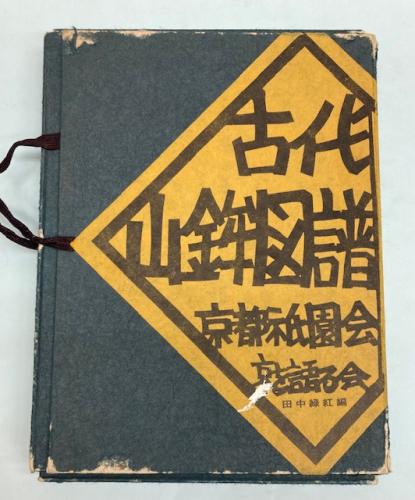 古代
山鉾図譜
京都祇園会
京を語る会
田中緑紅編